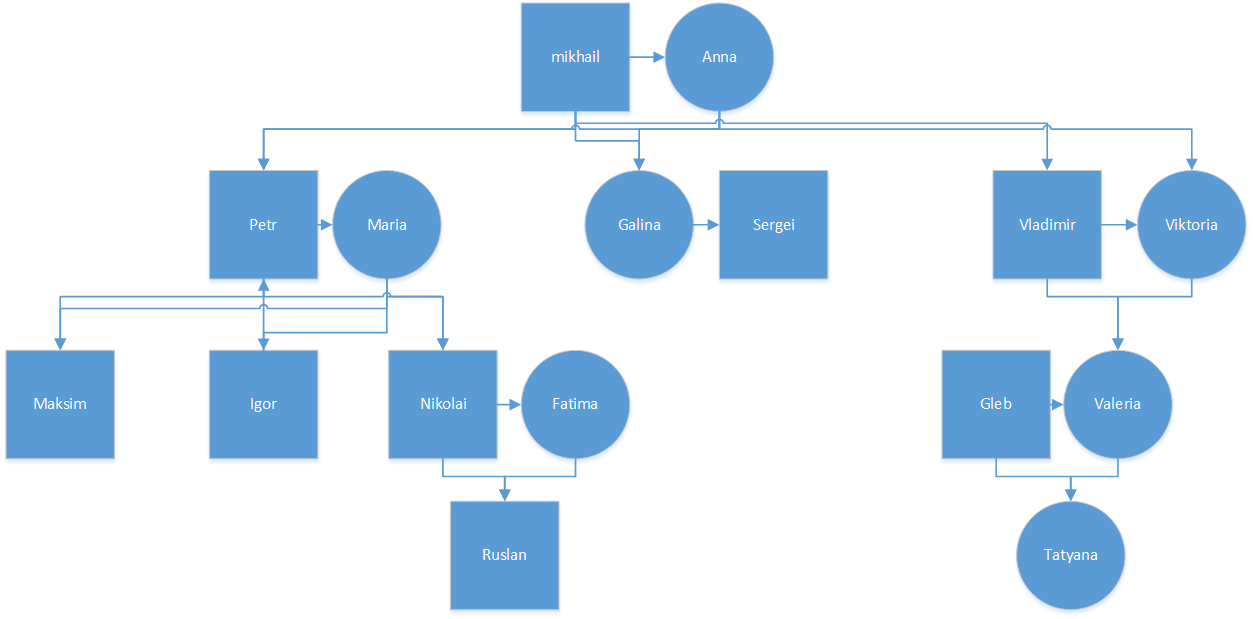 mikhail
Anna
Petr
Maria
Galina
Sergei
Vladimir
Viktoria
Maksim
Igor
Nikolai
Fatima
Gleb
Valeria
Ruslan
Tatyana